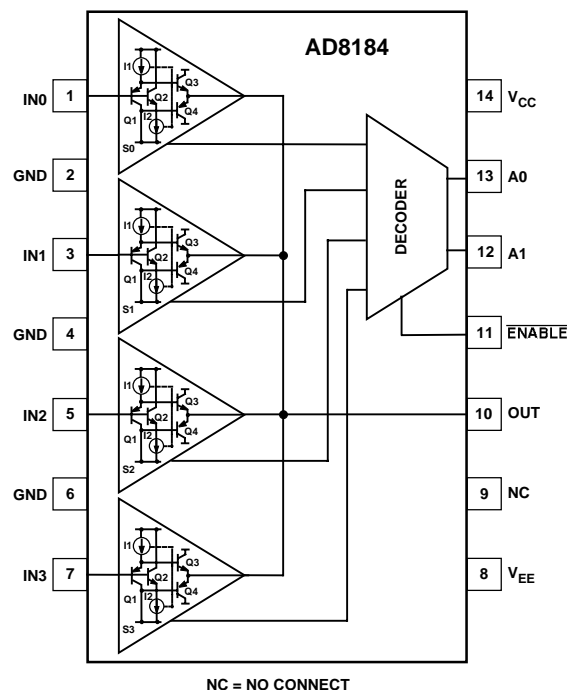 AD8184
IN0 1
I1
Q3
Q2
Q4
I2
Q1
S0
14 VCC
GND 2
13 A0
DECODER
IN1 3
I1
Q3
Q2
Q4
I2
Q1
S1
12 A1
GND 4
11 ENABLE
IN2 5
I1
Q3
Q2
Q4
I2
Q1
S2
10 OUT
GND 6
9 NC
IN3 7
I1
Q3
Q2
Q4
I2
Q1
S3
8 VEE
NC = NO CONNECT